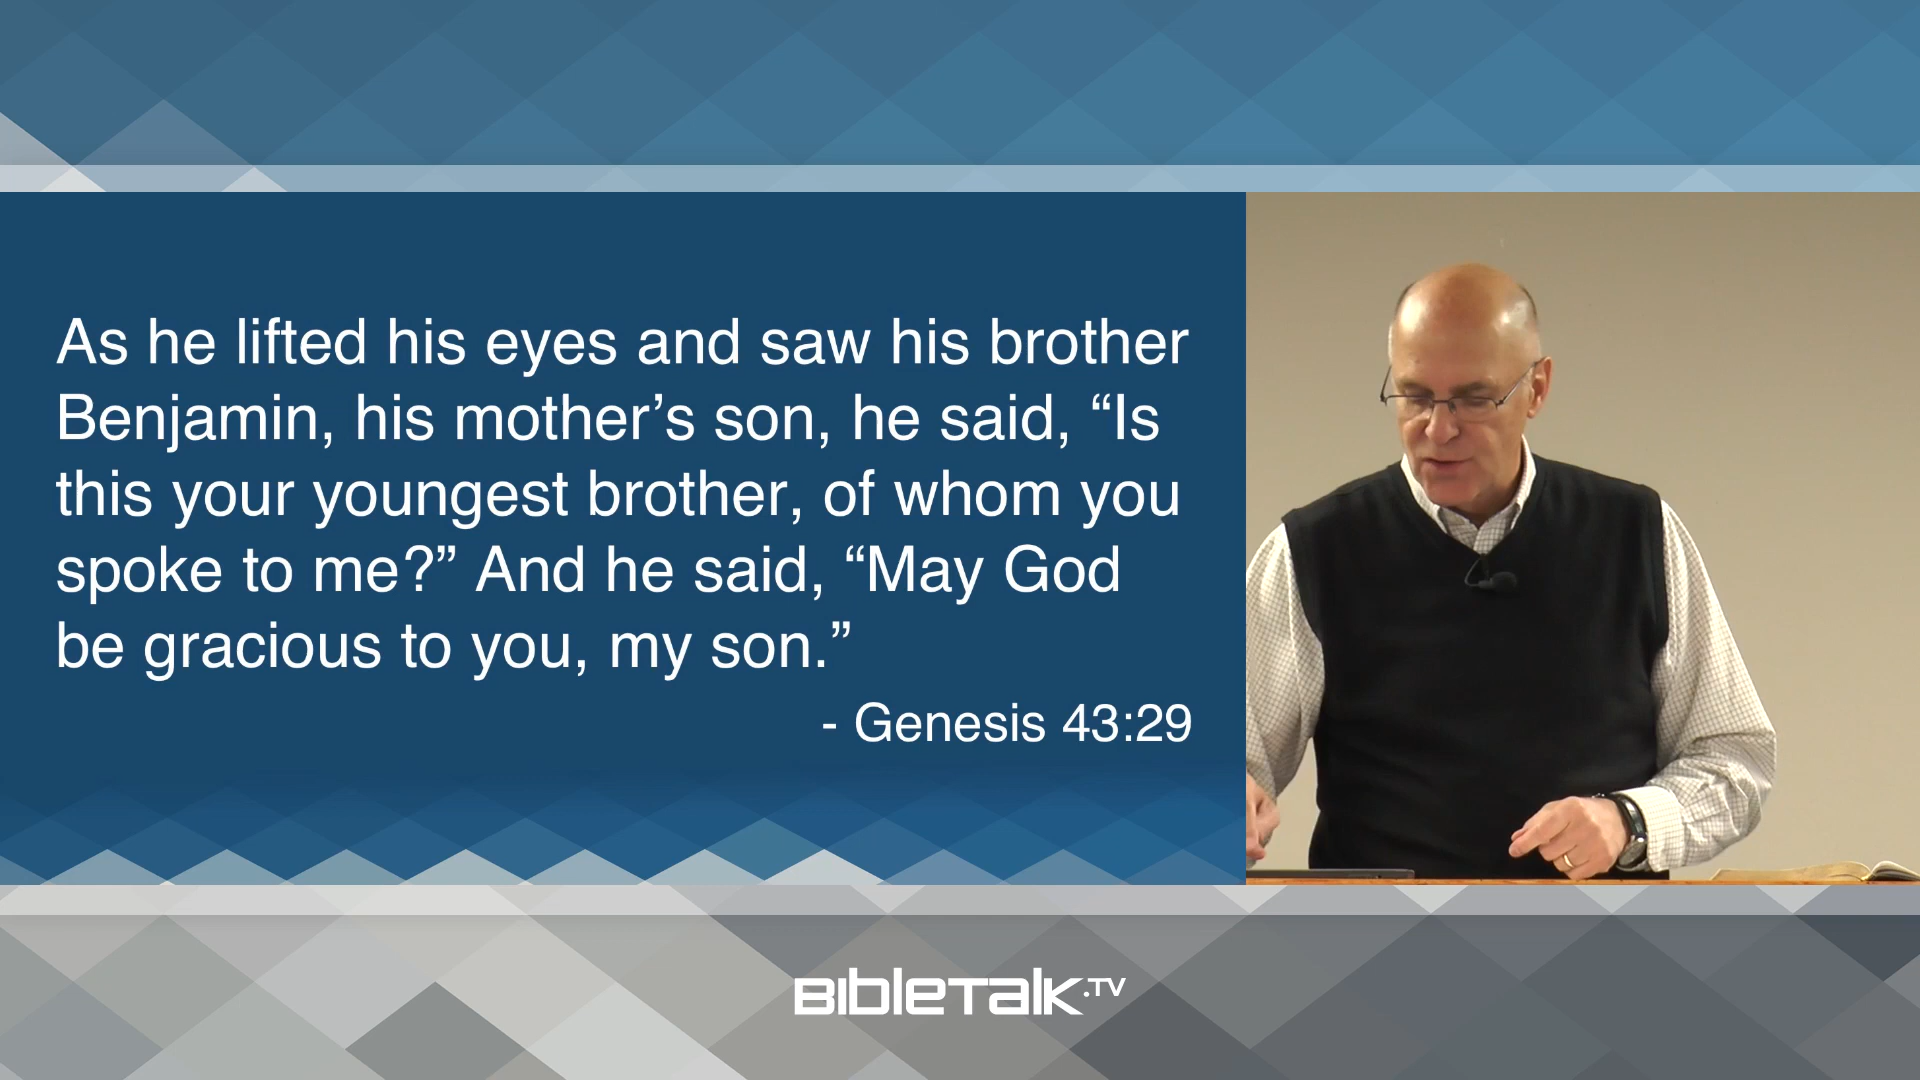 As he lifted his eyes and saw his brother
Benjamin, his mother’s son, he said, “Is
this your youngest brother, of whom you
spoke to me?” And he said, “May God
be gracious to you, my son.”
- Genesis 43:29
BibleTalk.TV